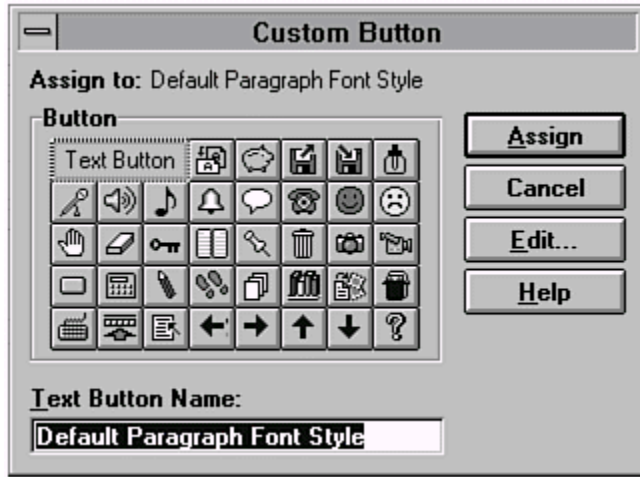 Custom Button
Assign to: Default Paragraph Font Style
Button
Text Button
Assign
Cancel
Edit...
Help
Text Button Name:
Default Paragraph Font Style